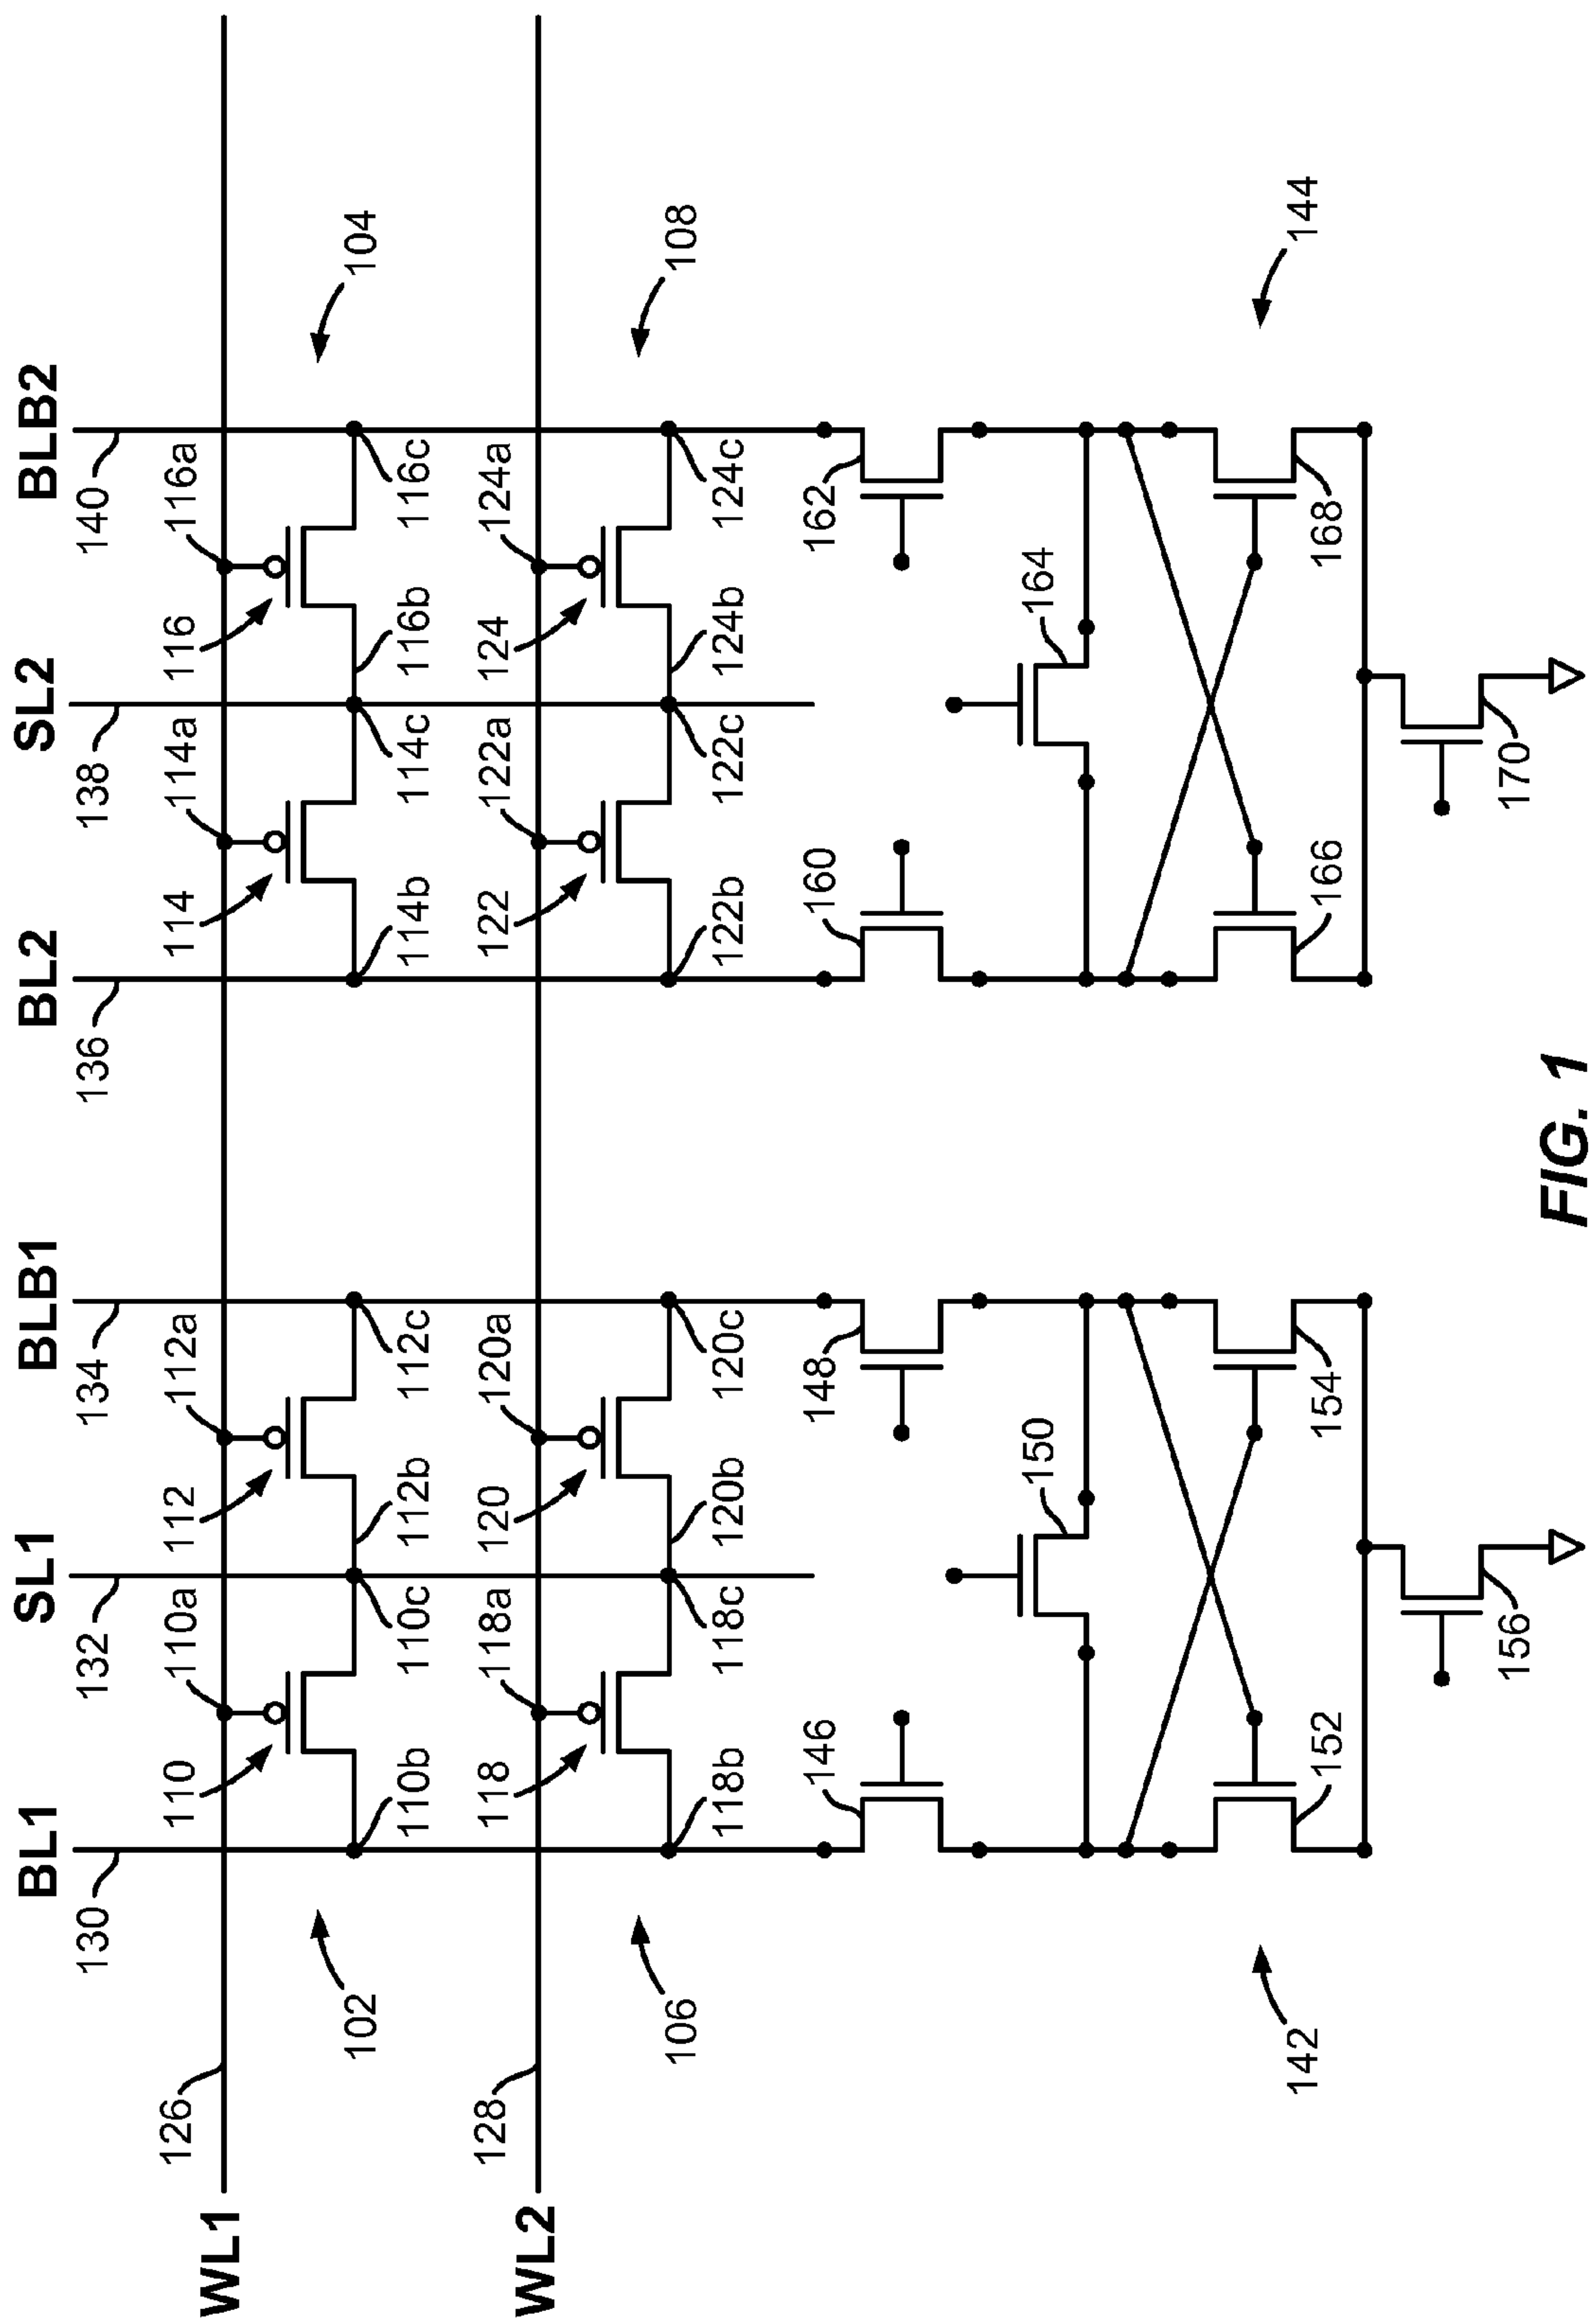 BL1 SL1 BLB1 BL2 SL2 BLB2
130 132 134 136 138 140
126 110 110a 112 112a 114 114a 116 116a
WL1
102 104
110b 110c 112b 112c 114b 114c 116b 116c
128 118 118a 120 120a 122 122a 124 124a
WL2
106 108
118b 118c 120b 120c 122b 122c 124b 124c
146 148 160 162
150 164
142 144
152 154 166 168
156 170
FIG. 1